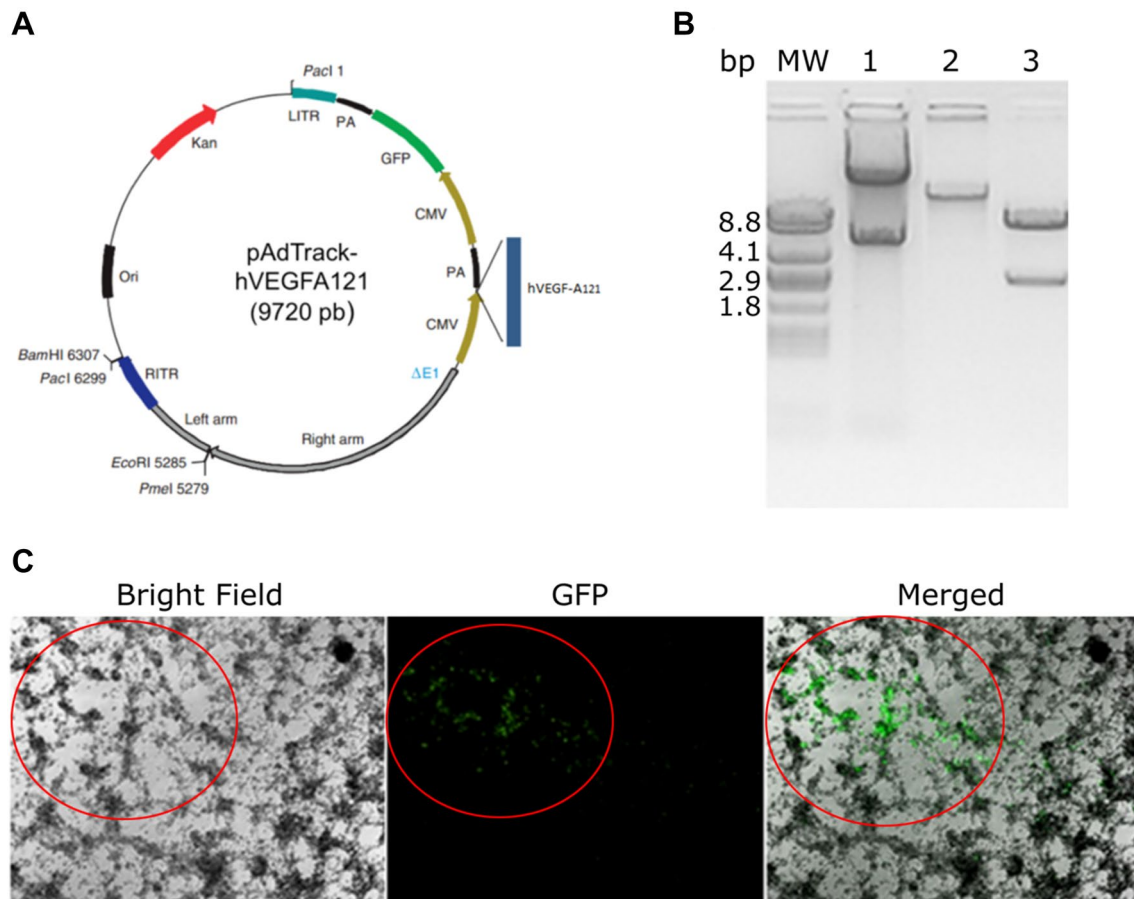 A
PacI 1
LITR
PA
GFP
CMV
PA
hVEGF-A121
CMV
ΔE1
Right arm
Left arm
EcoRI 5285
PmeI 5279
RITR
BamHI 6307
PacI 6299
Ori
Kan
pAdTrack-
hVEGFA121
(9720 pb)
B
bp MW 1 2 3
8.8
4.1
2.9
1.8
C
Bright Field GFP Merged